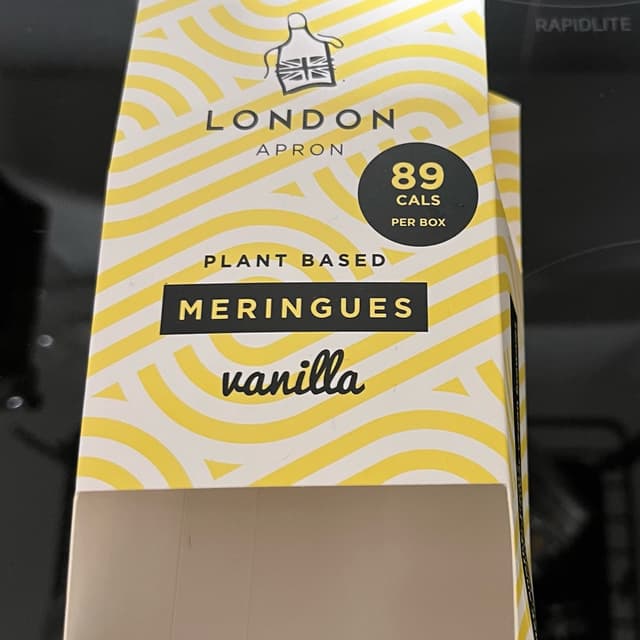 RAPIDLITE
LONDON
APRON
89
CALS
PER BOX
PLANT BASED
MERINGUES
vanilla